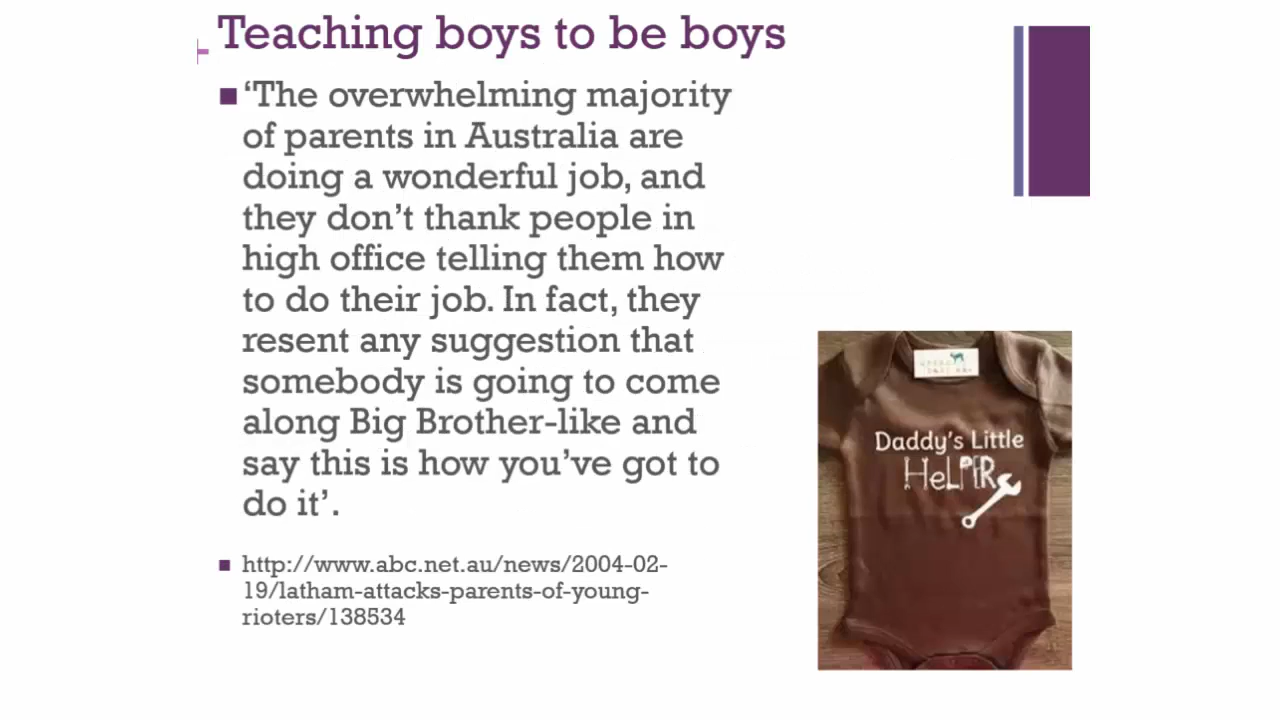 Teaching boys to be boys
‘The overwhelming majority
of parents in Australia are
doing a wonderful job, and
they don’t thank people in
high office telling them how
to do their job. In fact, they
resent any suggestion that
somebody is going to come
along Big Brother-like and
say this is how you’ve got to
do it’.
http://www.abc.net.au/news/2004-02-
19/latham-attacks-parents-of-young-
rioters/138534
Daddy’s Little
HeLPER